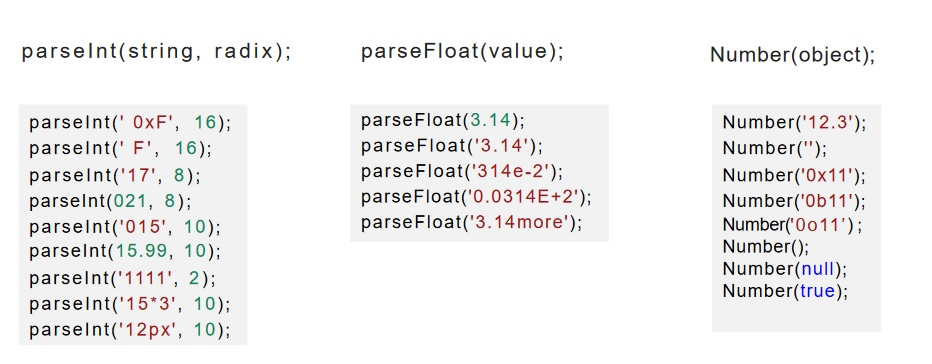 parseInt(string, radix);
parseInt(' 0xF', 16);
parseInt(' F', 16);
parseInt('17', 8);
parseInt(021, 8);
parseInt('015', 10);
parseInt(15.99, 10);
parseInt('1111', 2);
parseInt('15*3', 10);
parseInt('12px', 10);
parseFloat(value);
parseFloat(3.14);
parseFloat('3.14');
parseFloat('314e-2');
parseFloat('0.0314E+2');
parseFloat('3.14more');
Number(object);
Number('12.3');
Number('');
Number('0x11');
Number('0b11');
Number('0o11’);
Number();
Number(null);
Number(true);